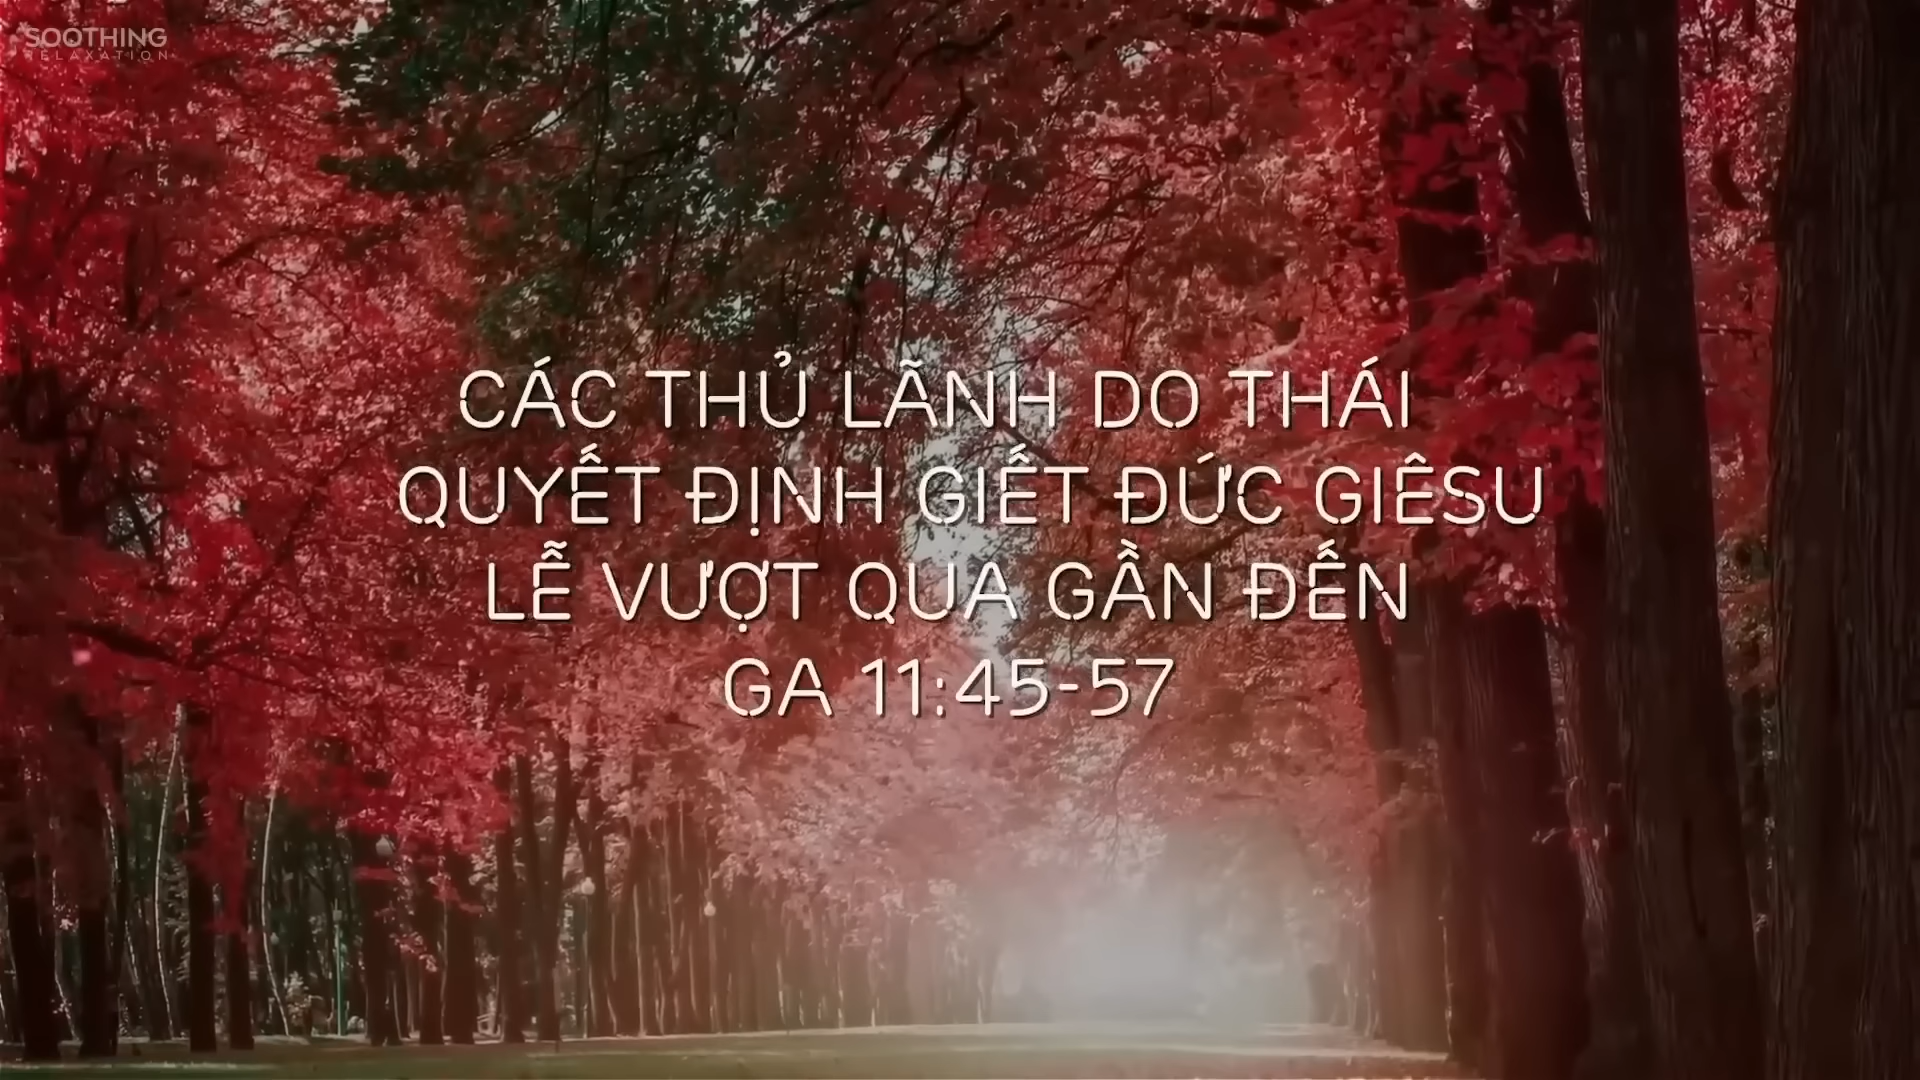 SOOTHING
RELAXATION
CÁC THỦ LÃNH DO THÁI
QUYẾT ĐỊNH GIẾT ĐỨC GIÊSU
LỄ VƯỢT QUA GẦN ĐẾN
GA 11:45-57